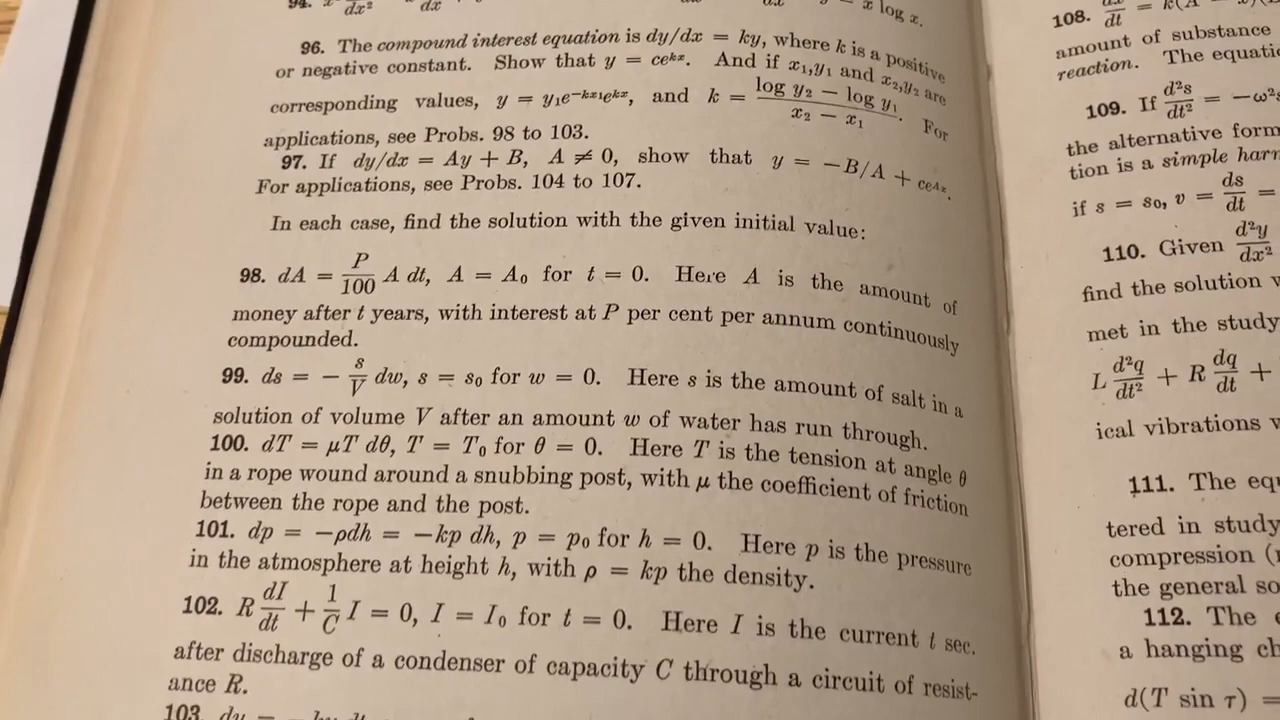 94.
dx²
dx
x log x.
96. The compound interest equation is dy/dx = ky, where k is a positive
or negative constant. Show that y = ce^{kx}. And if x₁,y₁ and x₂,y₂ are
corresponding values, y = y₁e^{-kx₁}e^{kx}, and k = (log y₂ − log y₁)/(x₂ − x₁). For
applications, see Probs. 98 to 103.
97. If dy/dx = Ay + B, A ≠ 0, show that y = −B/A + ce^{Ax}.
For applications, see Probs. 104 to 107.
In each case, find the solution with the given initial value:
98. dA = P/100 A dt, A = A₀ for t = 0. Here A is the amount of
money after t years, with interest at P per cent per annum continuously
compounded.
99. ds = − s/V dw, s = s₀ for w = 0. Here s is the amount of salt in a
solution of volume V after an amount w of water has run through.
100. dT = μT dθ, T = T₀ for θ = 0. Here T is the tension at angle θ
in a rope wound around a snubbing post, with μ the coefficient of friction
between the rope and the post.
101. dp = −ρdh = −kp dh, p = p₀ for h = 0. Here p is the pressure
in the atmosphere at height h, with ρ = kp the density.
102. R dI/dt + 1/C I = 0, I = I₀ for t = 0. Here I is the current t sec.
after discharge of a condenser of capacity C through a circuit of resist-
ance R.
103.
108. dt = k(A
amount of substance
reaction. The equatio
109. If d²s/dt² = −ω²s
the alternative form
tion is a simple harm
if s = s₀, v = ds/dt =
110. Given d²y/dx²
find the solution
met in the study
L d²q/dt² + R dq/dt +
ical vibrations
111. The equ
tered in study
compression (
the general so
112. The
a hanging ch
d(T sin τ) =